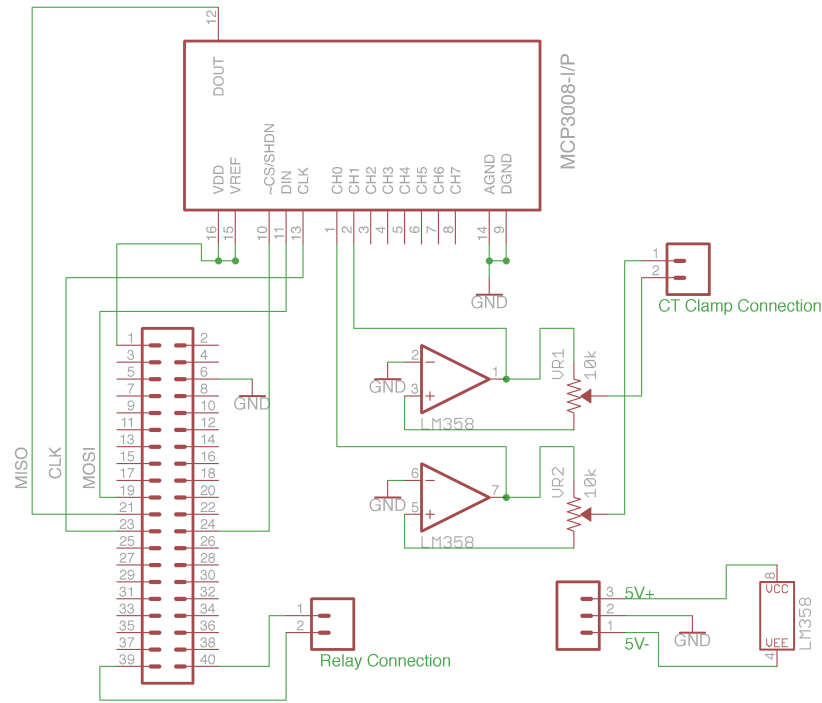 12
DOUT
MCP3008-I/P
VDD
VREF
~CS/SHDN
DIN
CLK
CH0
CH1
CH2
CH3
CH4
CH5
CH6
CH7
AGND
DGND
16
15
10
11
13
1
2
3
4
5
6
7
8
14
9
GND
1
2
CT Clamp Connection
MISO
CLK
MOSI
1 2
3 4
5 6
7 8
9 10
11 12
13 14
15 16
17 18
19 20
21 22
23 24
25 26
27 28
29 30
31 32
33 34
35 36
37 38
39 40
GND
2
GND
3
1
LM358
VR1
10k
6
GND
5
7
LM358
VR2
10k
1
2
Relay Connection
3 5V+
2
1
5V-
GND
8
VCC
VEE
4
LM358